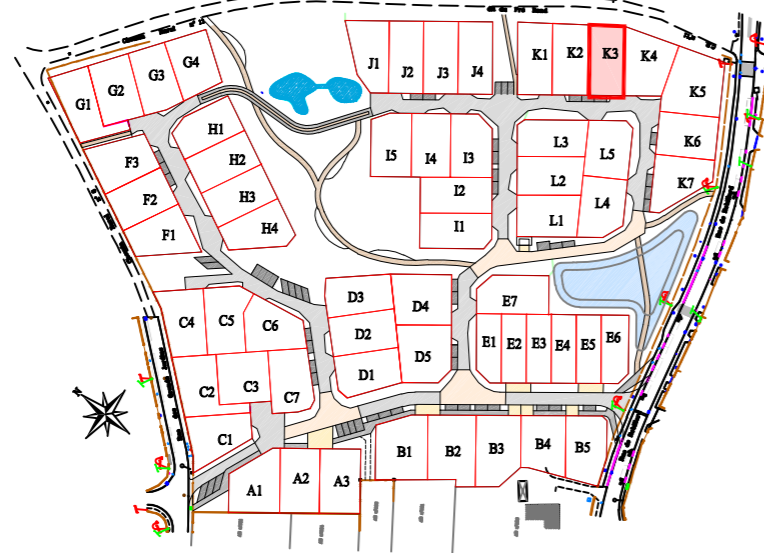 G1 G2 G3 G4
J1 J2 J3 J4
K1 K2 K3 K4
K5
K6
K7
F3
F2
F1
H1
H2
H3
H4
I5 I4 I3
I2
I1
L3
L5
L2
L1 L4
C4 C5 C6
C2 C3 C7
C1
D3
D4
D2
D1 D5
E7
E1 E2 E3 E4 E5 E6
A1 A2 A3
B1 B2 B3 B4 B5